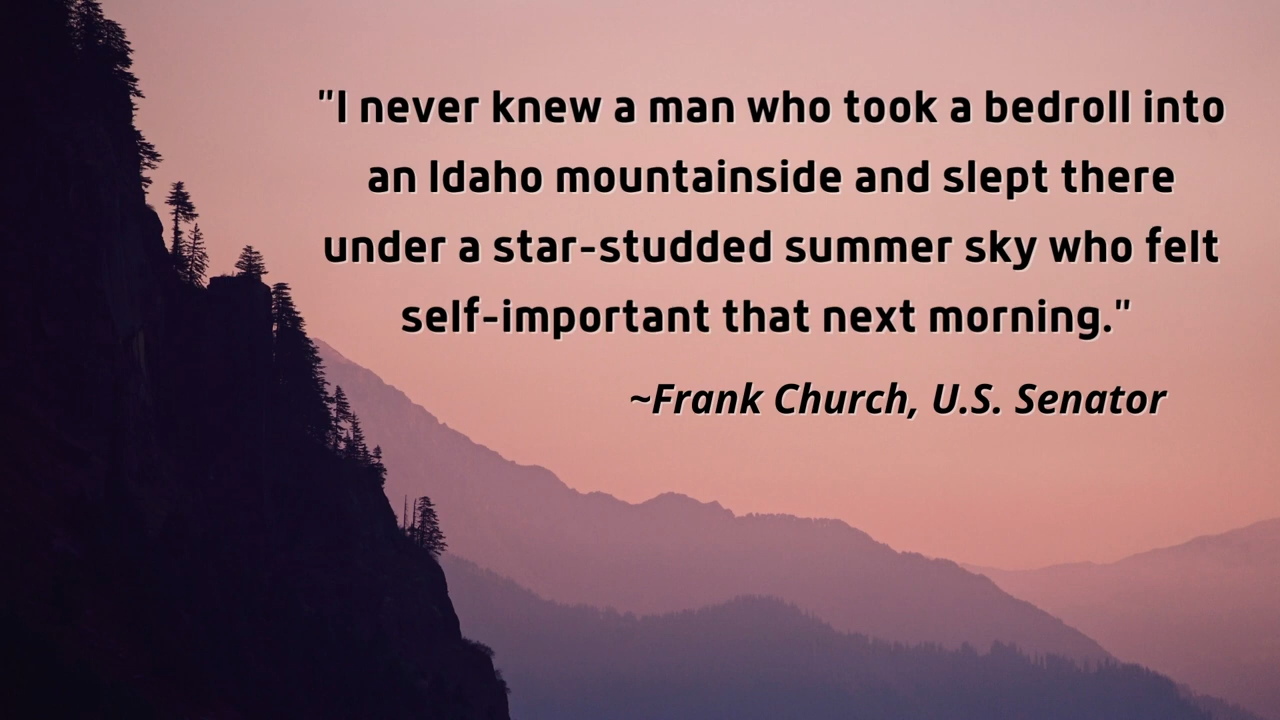 "I never knew a man who took a bedroll into
an Idaho mountainside and slept there
under a star-studded summer sky who felt
self-important that next morning."
~Frank Church, U.S. Senator